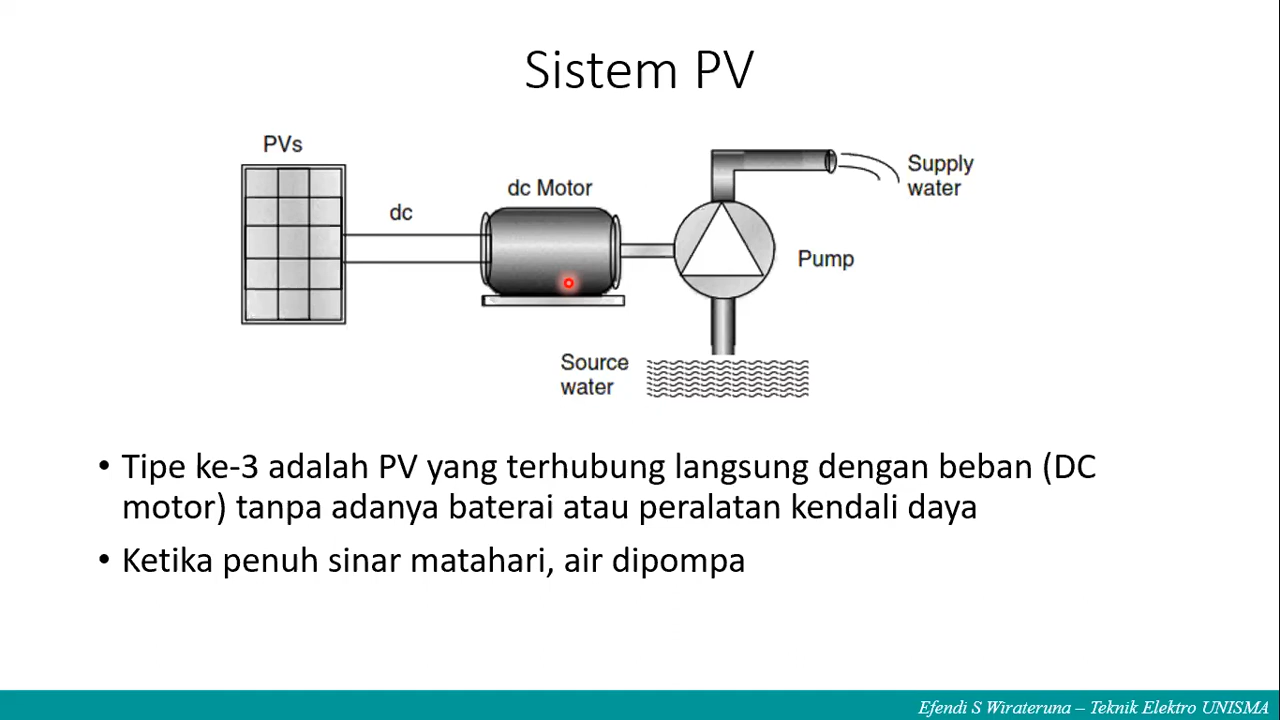 Sistem PV
PVs
dc
dc Motor
Supply
water
Pump
Source
water
• Tipe ke-3 adalah PV yang terhubung langsung dengan beban (DC
motor) tanpa adanya baterai atau peralatan kendali daya
• Ketika penuh sinar matahari, air dipompa
Efendi S Wirateruna – Teknik Elektro UNISMA